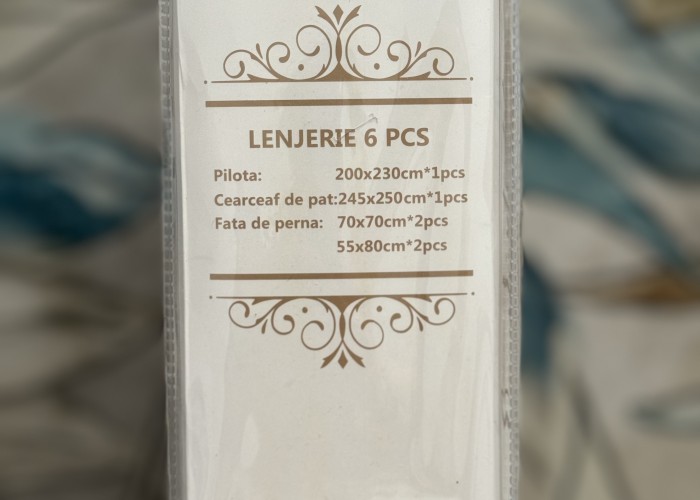 LENJERIE 6 PCS
Pilota: 200x230cm*1pcs
Cearceaf de pat:245x250cm*1pcs
Fata de perna: 70x70cm*2pcs
55x80cm*2pcs